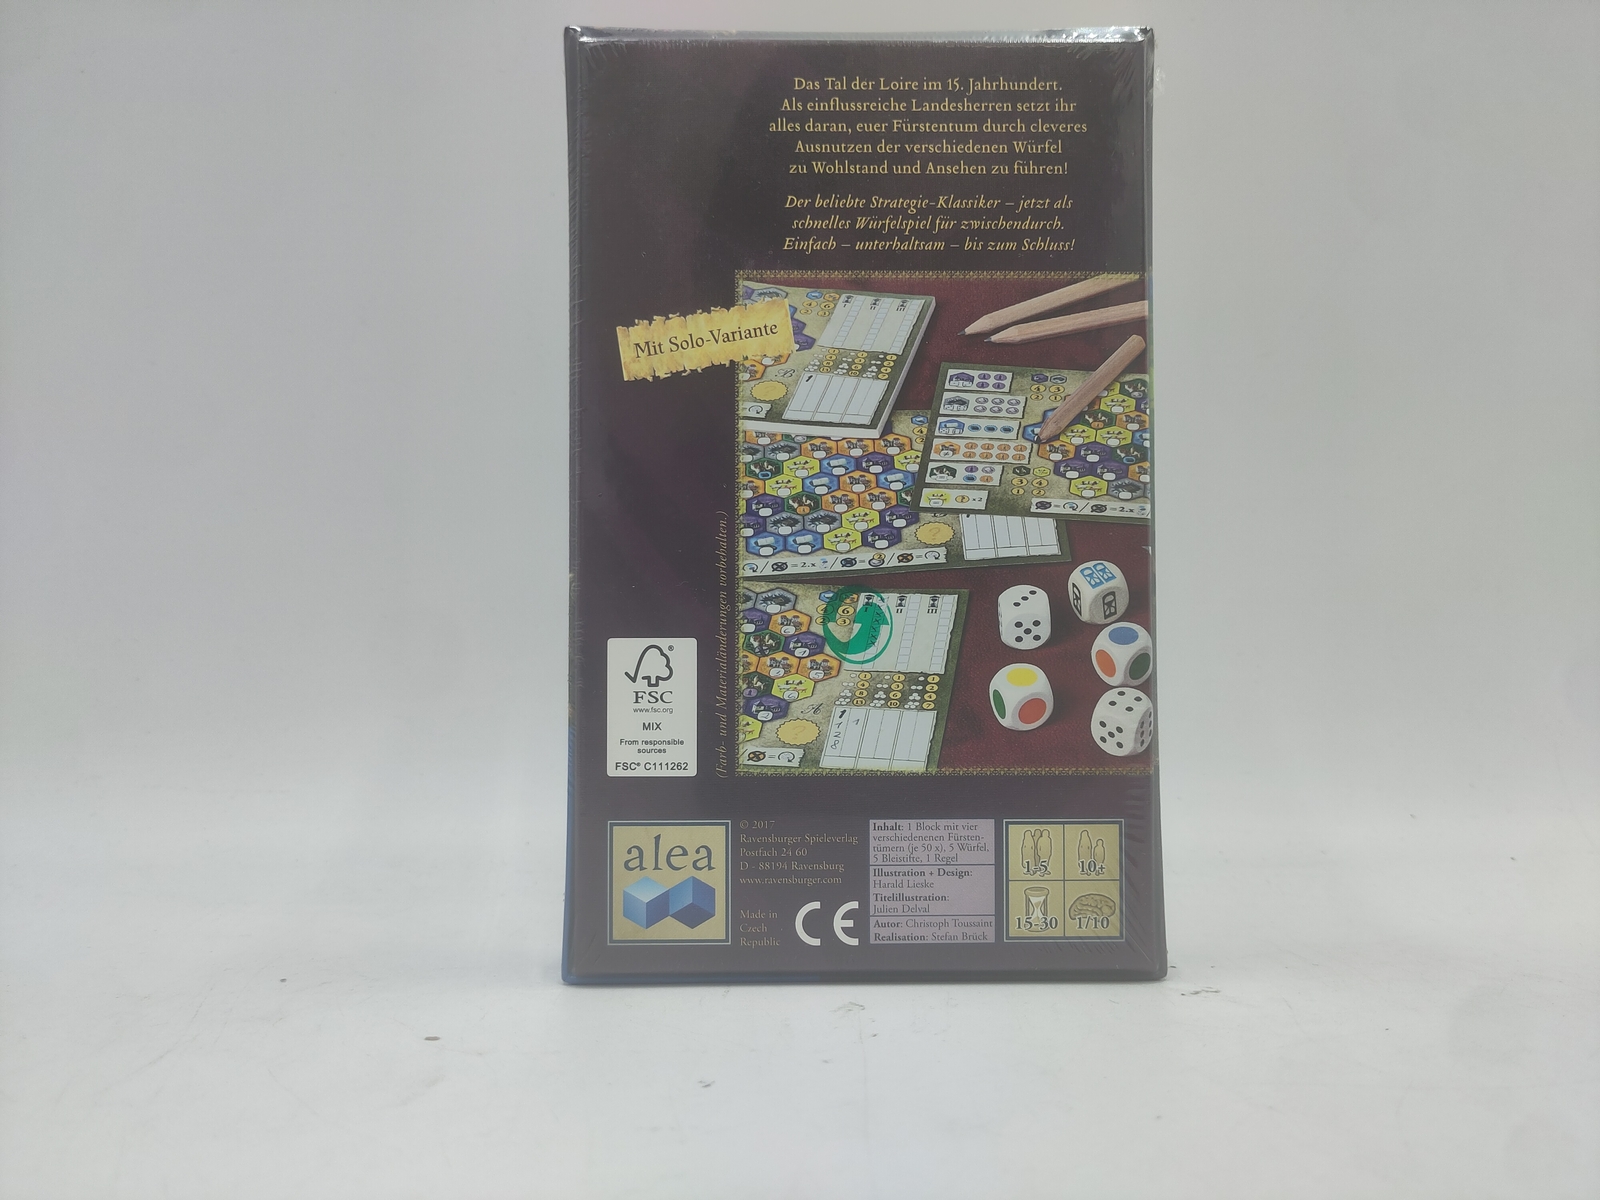 Das Tal der Loire im 15. Jahrhundert.
Als einflussreiche Landesherren setzt ihr
alles daran, euer Fürstentum durch cleveres
Ausnutzen der verschiedenen Würfel
zu Wohlstand und Ansehen zu führen!
Der beliebte Strategie-Klassiker – jetzt als
schnelles Würfelspiel für zwischendurch.
Einfach – unterhaltsam – bis zum Schluss!
Mit Solo-Variante
(Farb- und Materialänderungen vorbehalten.)
FSC
www.fsc.org
MIX
From responsible
sources
FSC® C111262
alea
© 2017
Ravensburger Spieleverlag
Postfach 24 60
D - 88194 Ravensburg
www.ravensburger.com
Made in
Czech
Republic
CE
Inhalt: 1 Block mit vier
verschiedenenen Fürsten-
tümern (je 50 x), 5 Würfel,
5 Bleistifte, 1 Regel
Illustration + Design:
Harald Lieske
Titelillustration:
Julien Delval
Autor: Christoph Toussaint
Realisation: Stefan Brück
1-5
10+
15-30
1/10